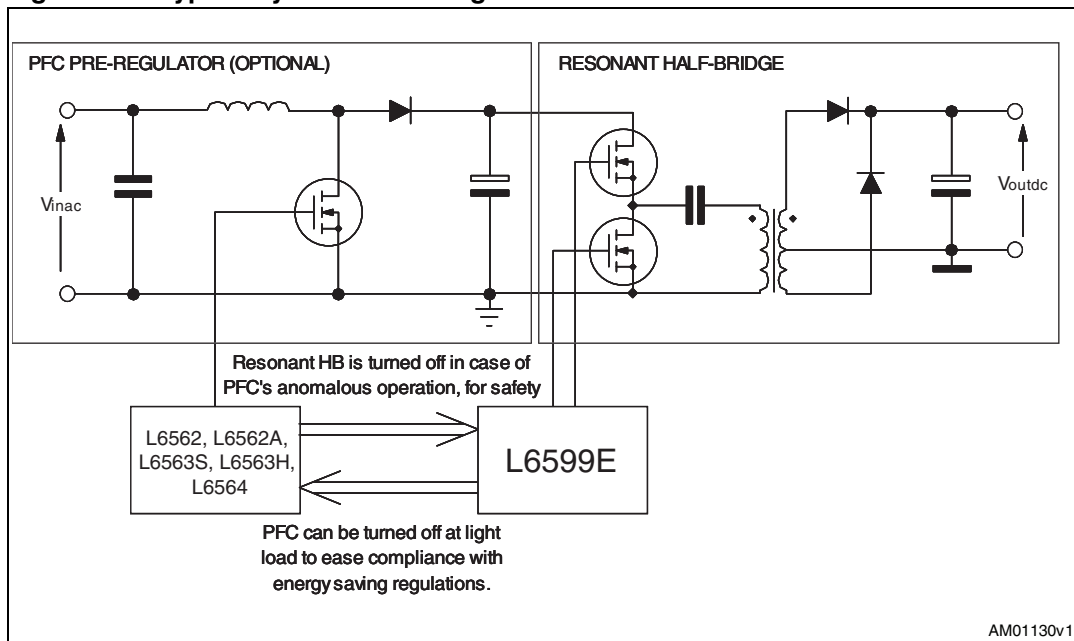 PFC PRE-REGULATOR (OPTIONAL)
RESONANT HALF-BRIDGE
Vinac
Voutdc
Resonant HB is turned off in case of
PFC's anomalous operation, for safety
L6562, L6562A,
L6563S, L6563H,
L6564
L6599E
PFC can be turned off at light
load to ease compliance with
energy saving regulations.
AM01130v1